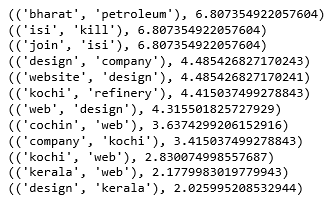 (('bharat', 'petroleum'), 6.807354922057604)
(('isi', 'kill'), 6.807354922057604)
(('join', 'isi'), 6.807354922057604)
(('design', 'company'), 4.485426827170243)
(('website', 'design'), 4.485426827170241)
(('kochi', 'refinery'), 4.415037499278843)
(('web', 'design'), 4.315501825727929)
(('cochin', 'web'), 3.6374299206152916)
(('company', 'kochi'), 3.415037499278843)
(('kochi', 'web'), 2.830074998557687)
(('kerala', 'web'), 2.1779983019779943)
(('design', 'kerala'), 2.025995208532944)